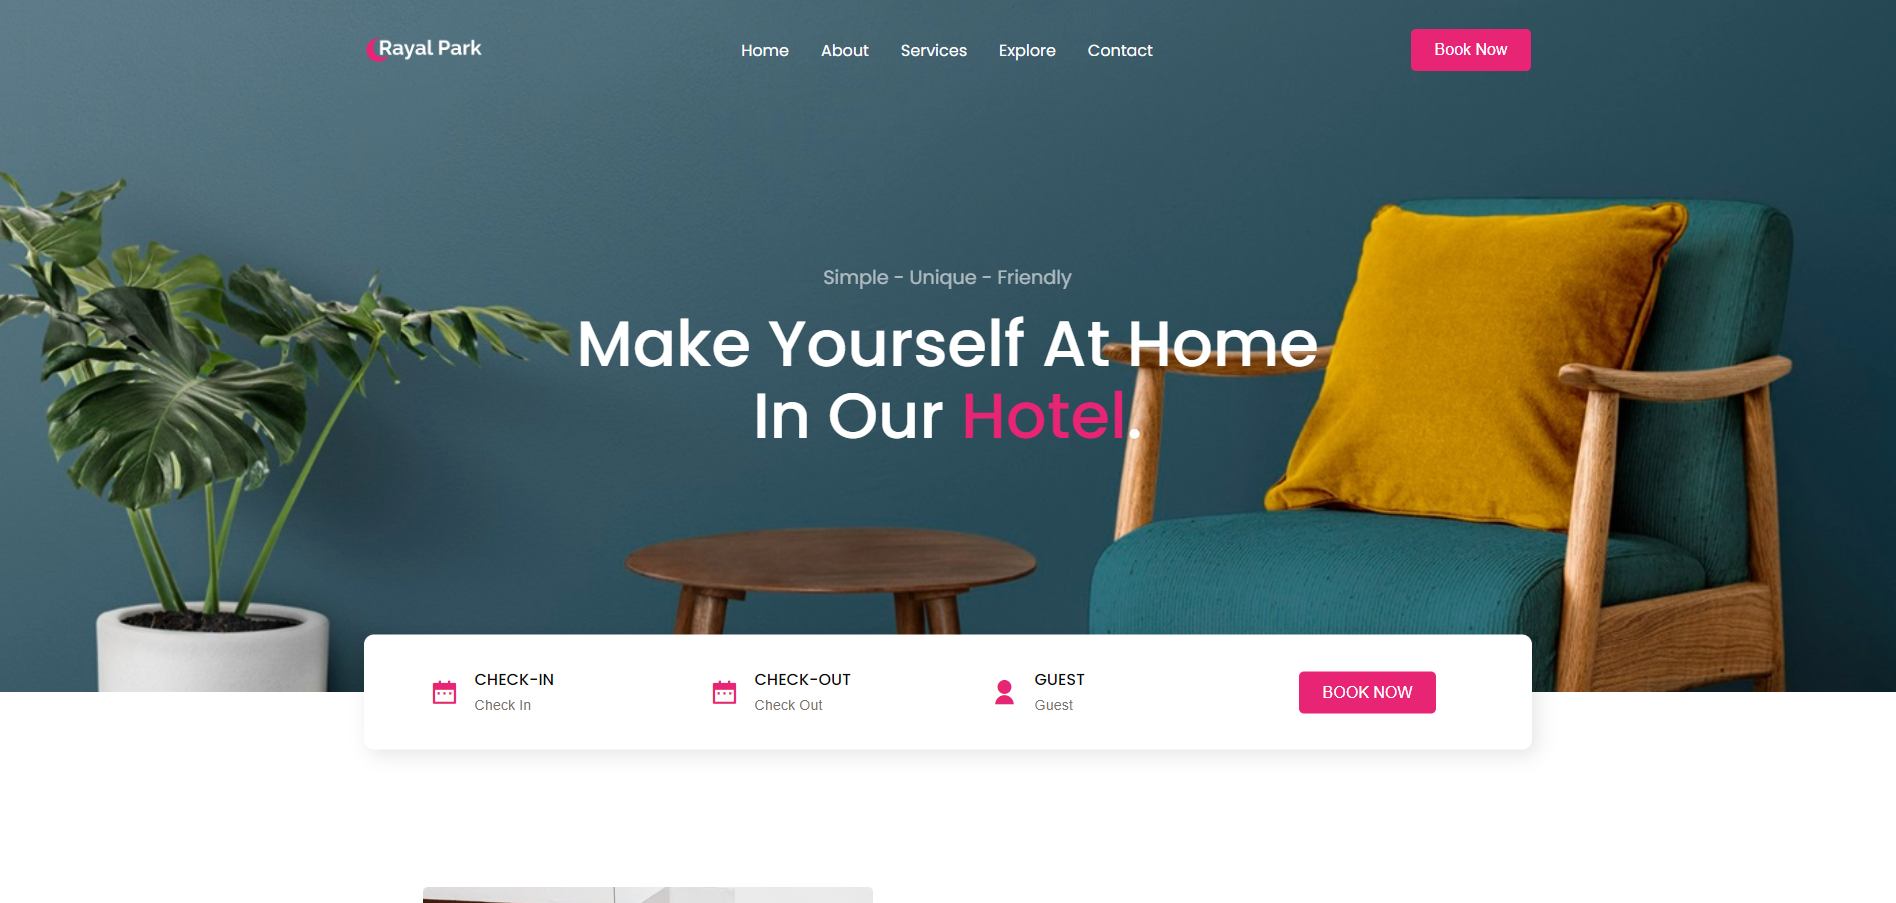 Rayal Park
Home About Services Explore Contact
Book Now
Simple - Unique - Friendly
Make Yourself At Home
In Our Hotel.
CHECK-IN
Check In
CHECK-OUT
Check Out
GUEST
Guest
BOOK NOW